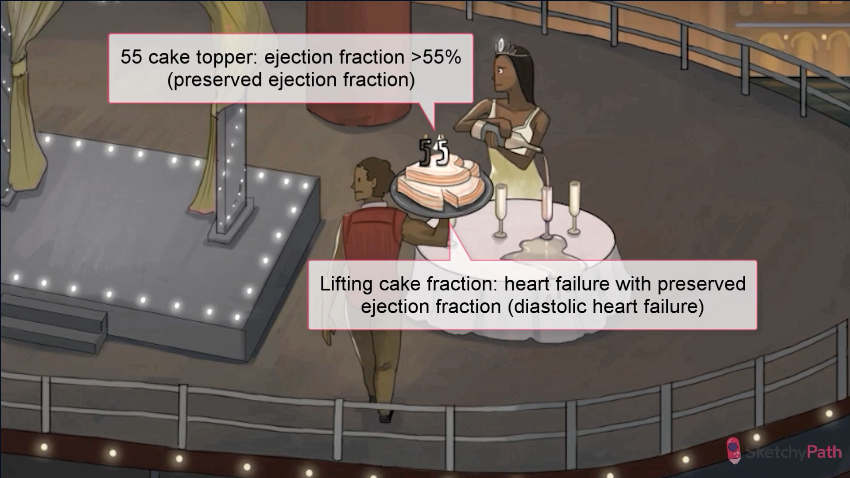 55 cake topper: ejection fraction >55%
(preserved ejection fraction)
55
Lifting cake fraction: heart failure with preserved
ejection fraction (diastolic heart failure)
SketchyPath